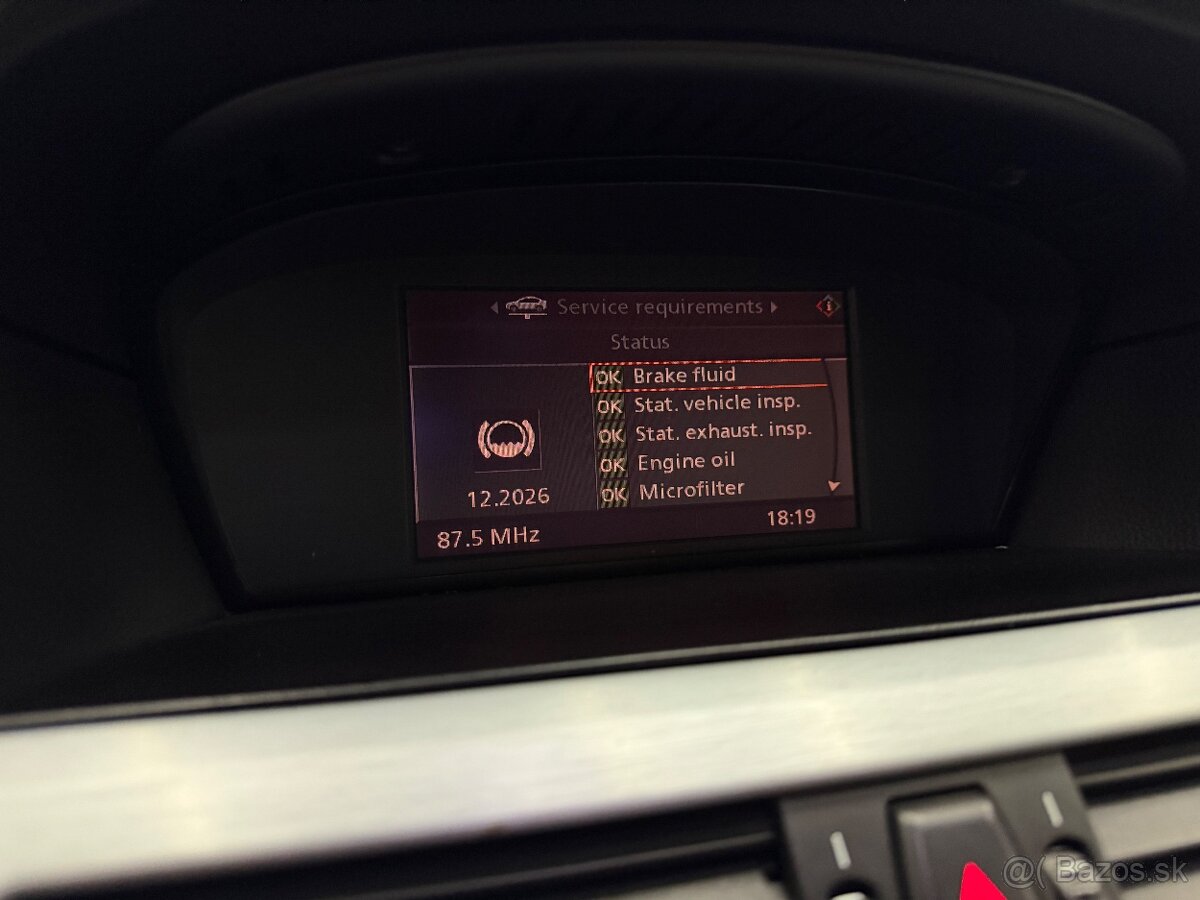 Service requirements
Status
OK Brake fluid
OK Stat. vehicle insp.
OK Stat. exhaust. insp.
OK Engine oil
OK Microfilter
12.2026
87.5 MHz
18:19
@( Bazos.sk